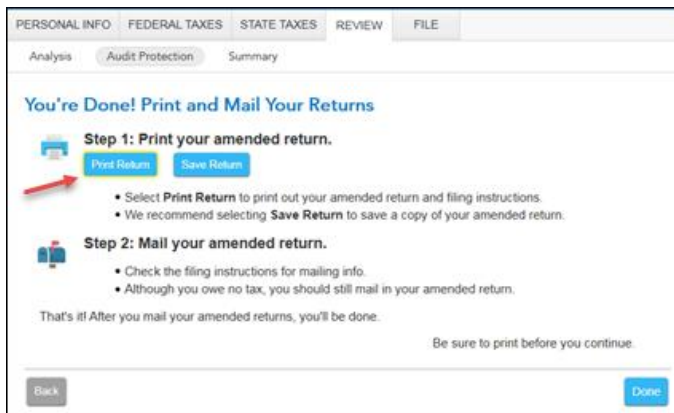 PERSONAL INFO FEDERAL TAXES STATE TAXES REVIEW FILE
Analysis Audit Protection Summary
You're Done! Print and Mail Your Returns
Step 1: Print your amended return.
Print Return Save Return
• Select Print Return to print out your amended return and filing instructions.
• We recommend selecting Save Return to save a copy of your amended return.
Step 2: Mail your amended return.
• Check the filing instructions for mailing info.
• Although you owe no tax, you should still mail in your amended return.
That's it! After you mail your amended returns, you'll be done.
Be sure to print before you continue.
Back Done